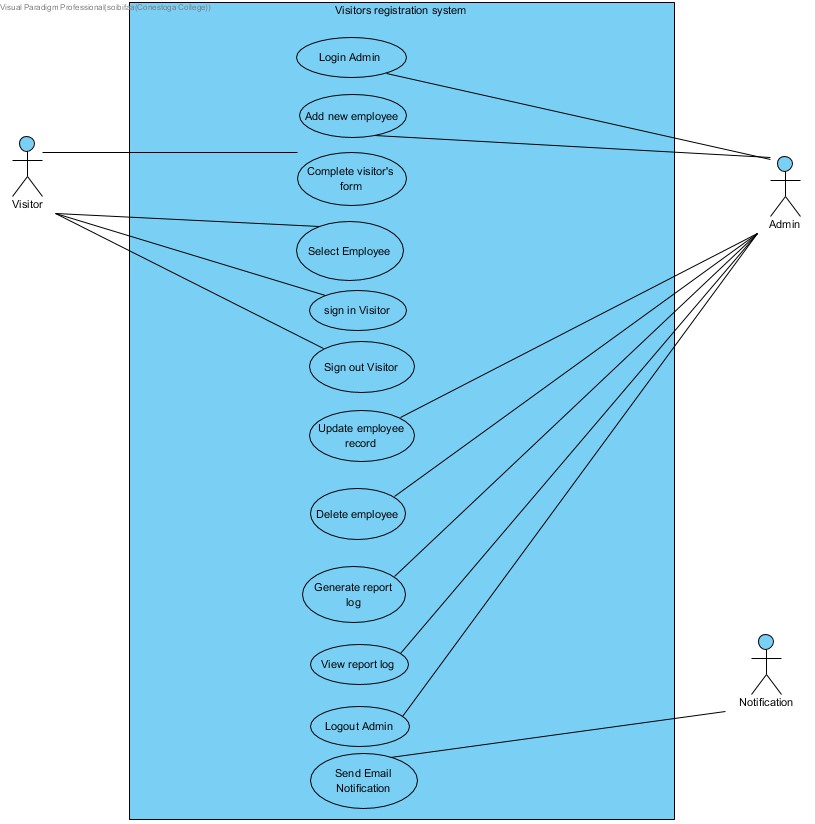 Visitors registration system
Login Admin
Add new employee
Complete visitor's
form
Visitor
Admin
Select Employee
sign in Visitor
Sign out Visitor
Update employee
record
Delete employee
Generate report
log
View report log
Notification
Logout Admin
Send Email
Notification
Visual Paradigm Professional(
(Conestoga College))